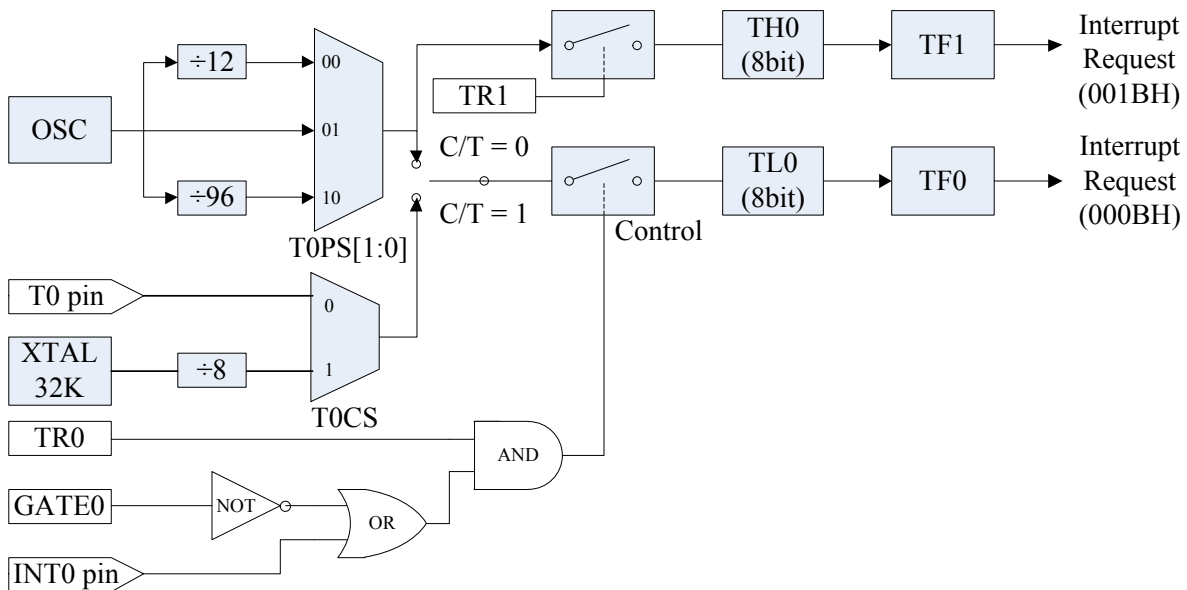 OSC
÷12
÷96
00
01
10
T0PS[1:0]
TR1
C/T = 0
C/T = 1
TH0
(8bit)
TF1
Interrupt
Request
(001BH)
TL0
(8bit)
TF0
Interrupt
Request
(000BH)
Control
T0 pin
XTAL
32K
÷8
0
1
T0CS
TR0
GATE0
INT0 pin
NOT
OR
AND